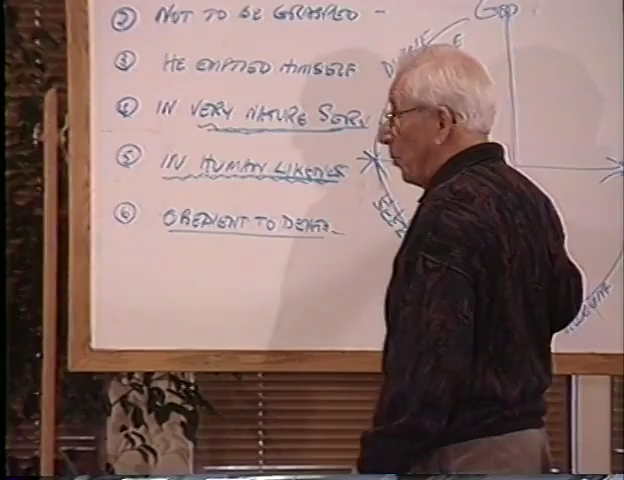 ② NOT TO BE GRASPED -
GOD
③ HE EMPTIED HIMSELF
④ IN VERY NATURE SERV
⑤ IN HUMAN LIKENES
⑥ OBEDIENT TO DEATH